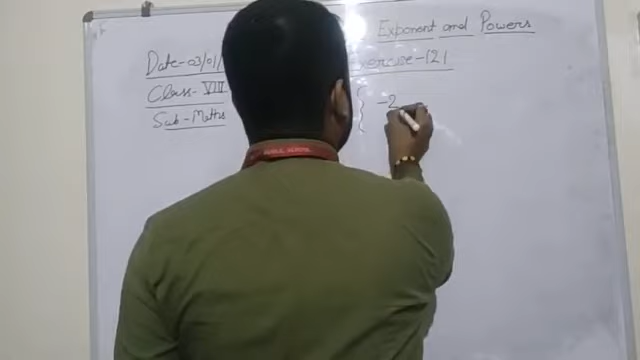 Exponent and Powers
Date-03/01/
Exercise-12.1
Class-VIII
Sub-Maths
{ -2